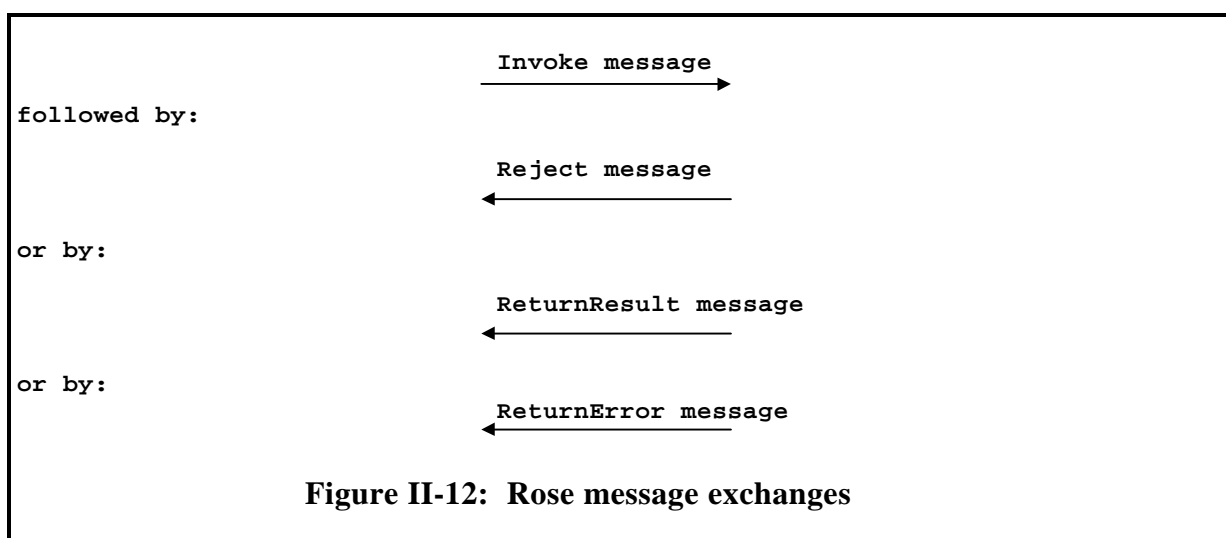 Invoke message
followed by:
Reject message
or by:
ReturnResult message
or by:
ReturnError message
Figure II-12: Rose message exchanges